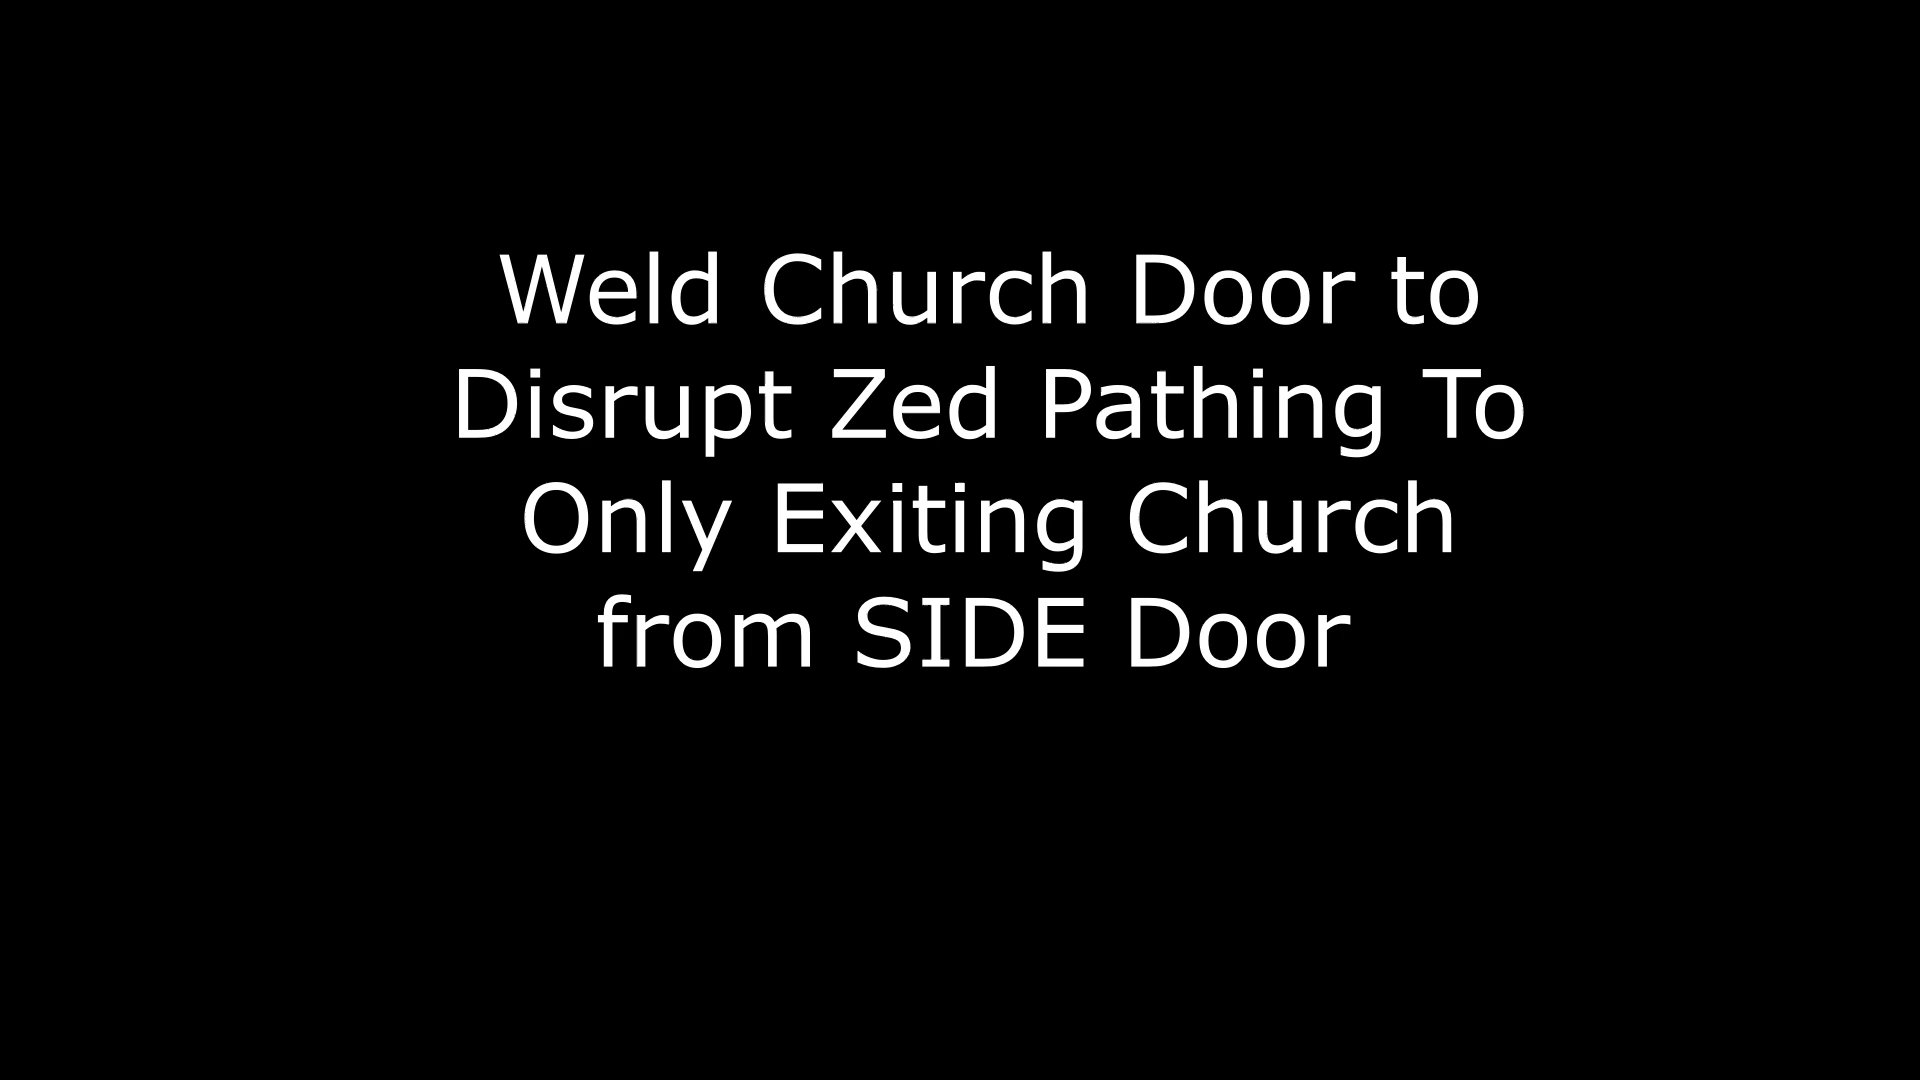 Weld Church Door to
Disrupt Zed Pathing To
Only Exiting Church
from SIDE Door